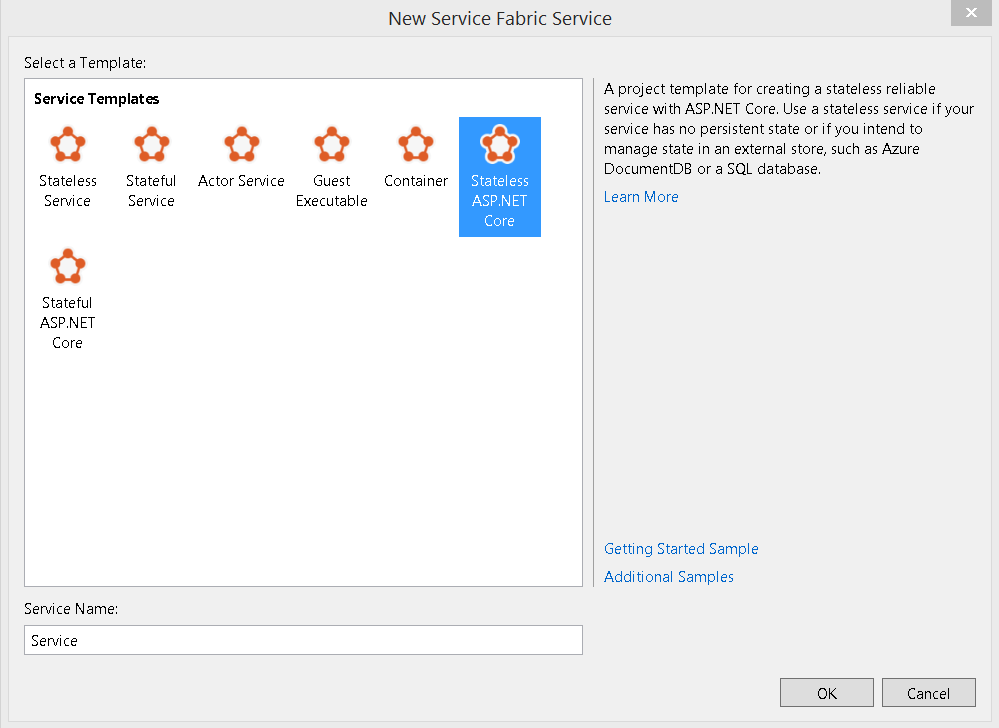 New Service Fabric Service
Select a Template:
Service Templates
Stateless
Service
Stateful
Service
Actor Service
Guest
Executable
Container
Stateless
ASP.NET
Core
Stateful
ASP.NET
Core
A project template for creating a stateless reliable
service with ASP.NET Core. Use a stateless service if your
service has no persistent state or if you intend to
manage state in an external store, such as Azure
DocumentDB or a SQL database.
Learn More
Getting Started Sample
Additional Samples
Service Name:
Service
OK
Cancel